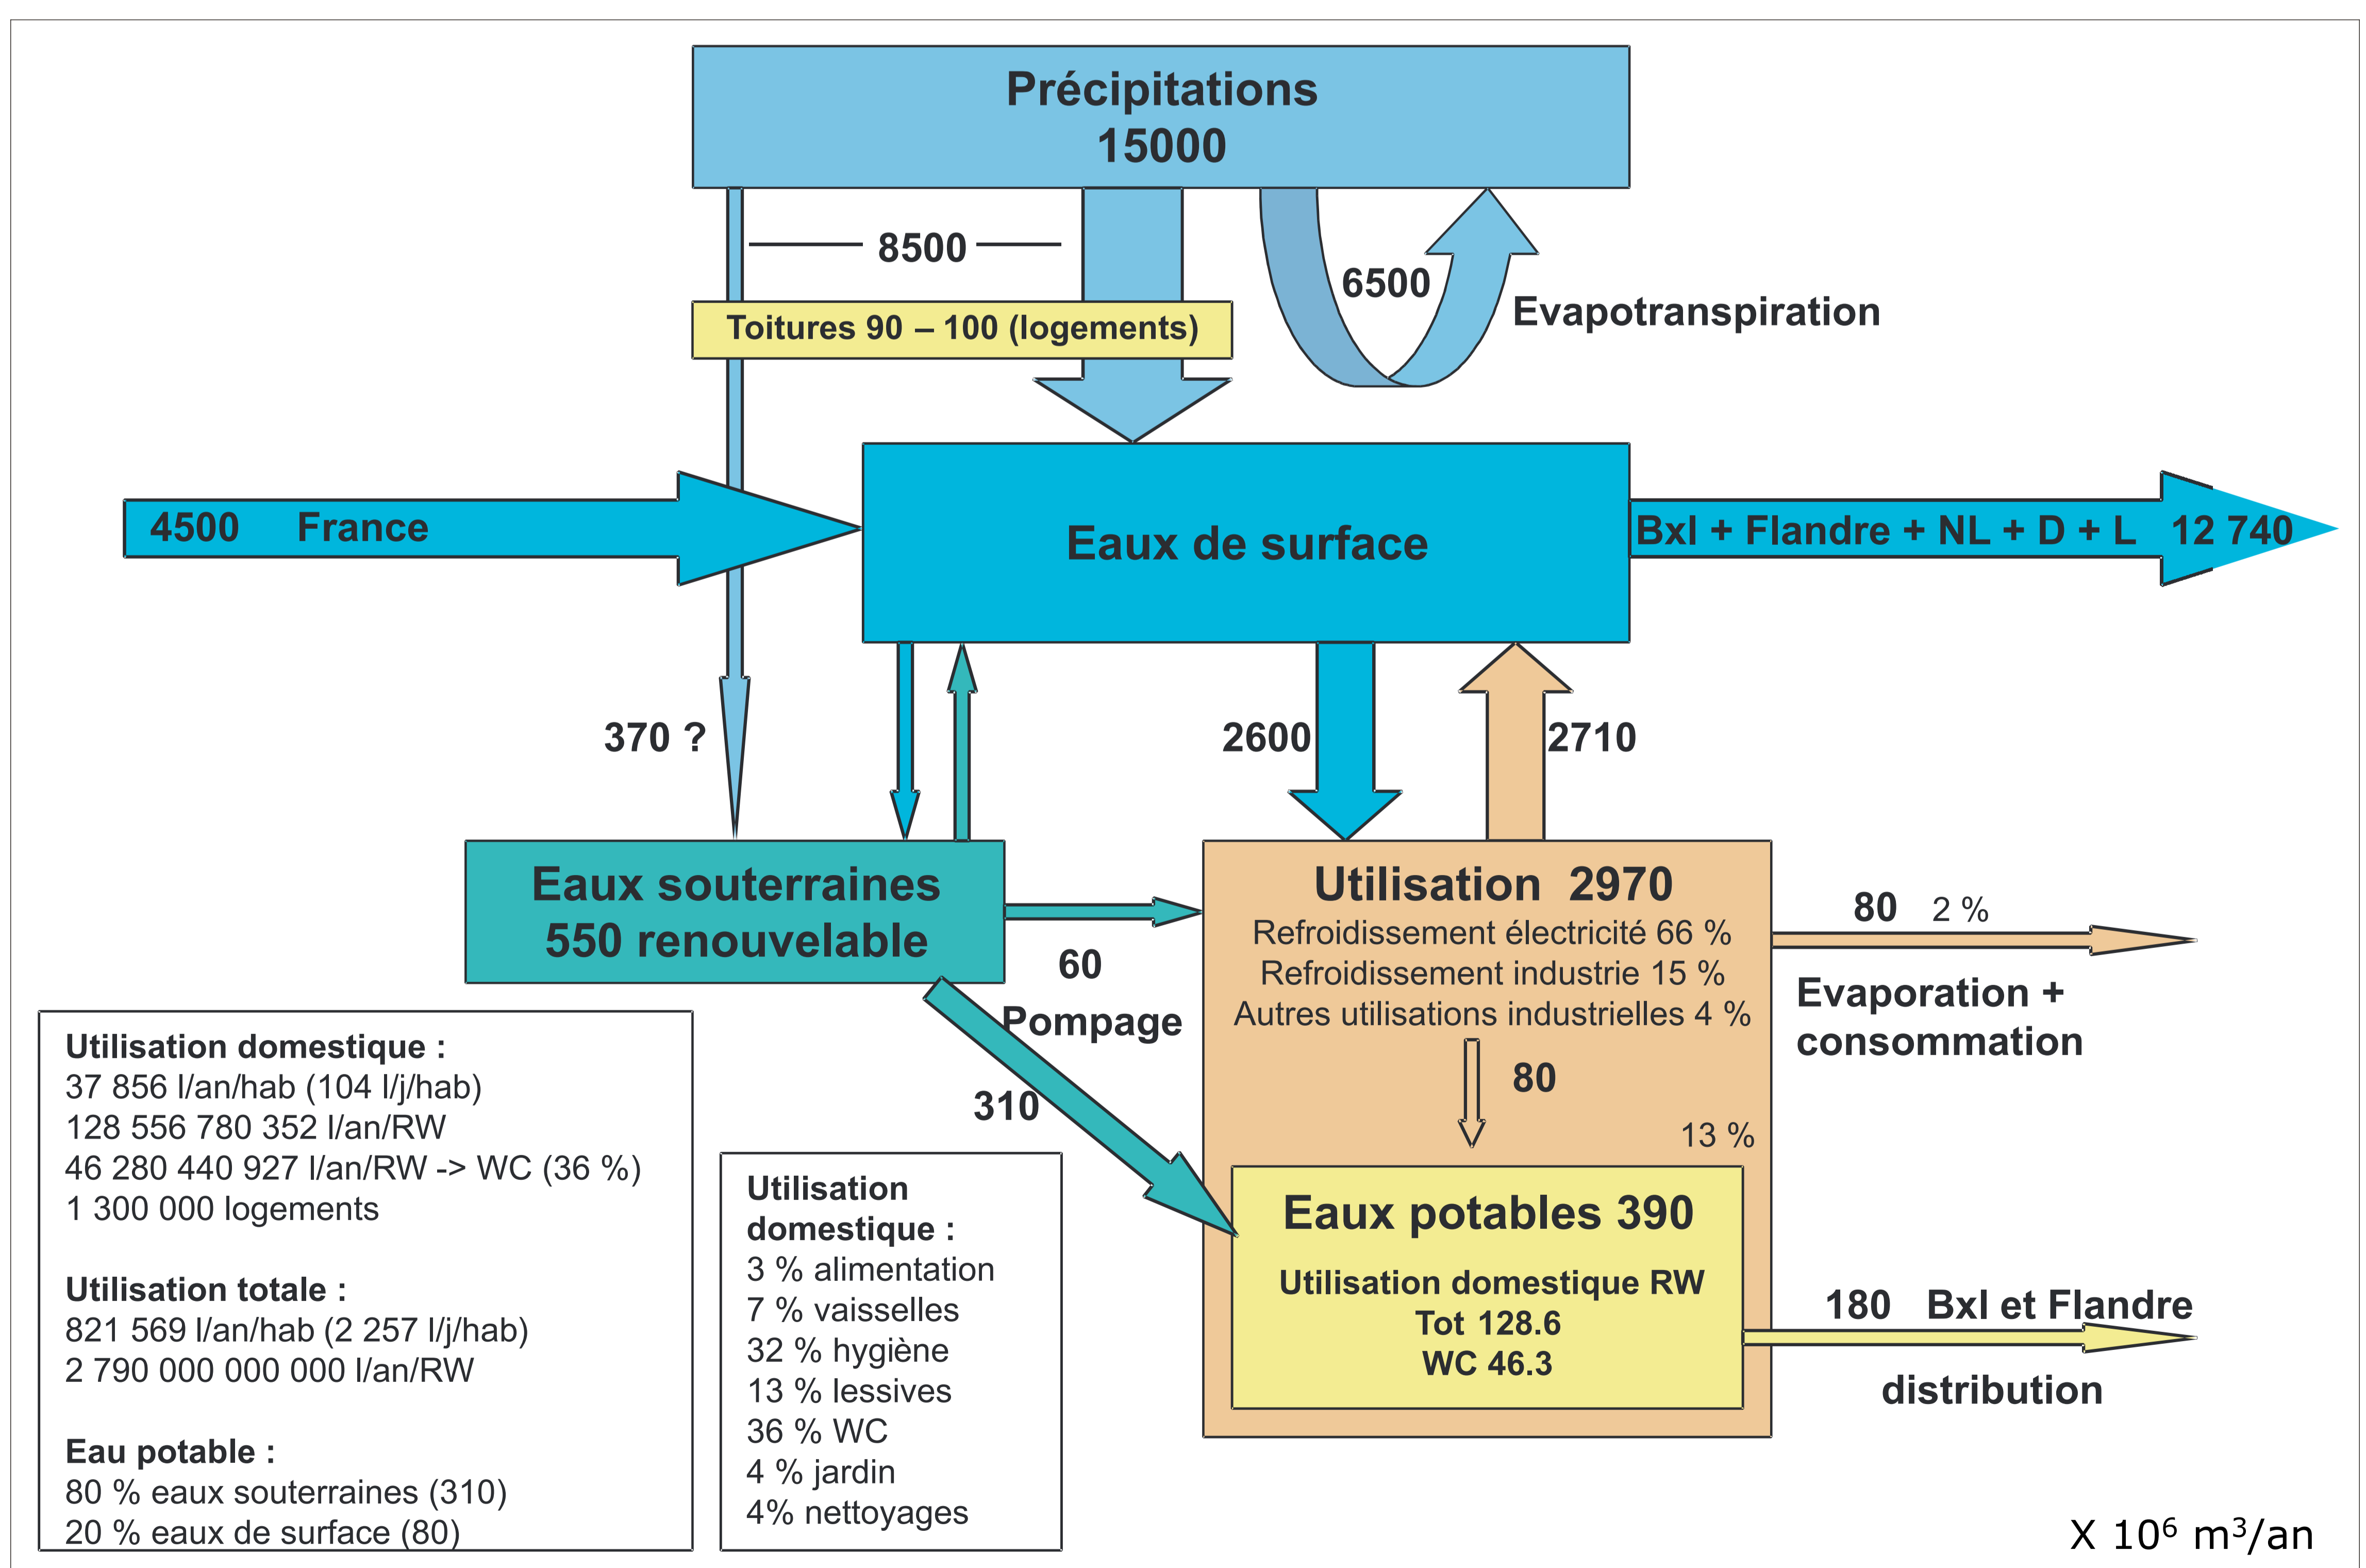 Précipitations
15000
8500
6500
Evapotranspiration
Toitures 90 – 100 (logements)
4500 France
Eaux de surface
Bxl + Flandre + NL + D + L 12 740
370 ?
2600
2710
Eaux souterraines
550 renouvelable
60
Pompage
310
Utilisation 2970
Refroidissement électricité 66 %
Refroidissement industrie 15 %
Autres utilisations industrielles 4 %
80
13 %
80 2 %
Evaporation +
consommation
Eaux potables 390
Utilisation domestique RW
Tot 128.6
WC 46.3
180 Bxl et Flandre
distribution
Utilisation domestique :
37 856 l/an/hab (104 l/j/hab)
128 556 780 352 l/an/RW
46 280 440 927 l/an/RW -> WC (36 %)
1 300 000 logements
Utilisation totale :
821 569 l/an/hab (2 257 l/j/hab)
2 790 000 000 000 l/an/RW
Eau potable :
80 % eaux souterraines (310)
20 % eaux de surface (80)
Utilisation
domestique :
3 % alimentation
7 % vaisselles
32 % hygiène
13 % lessives
36 % WC
4 % jardin
4% nettoyages
X 10⁶ m³/an